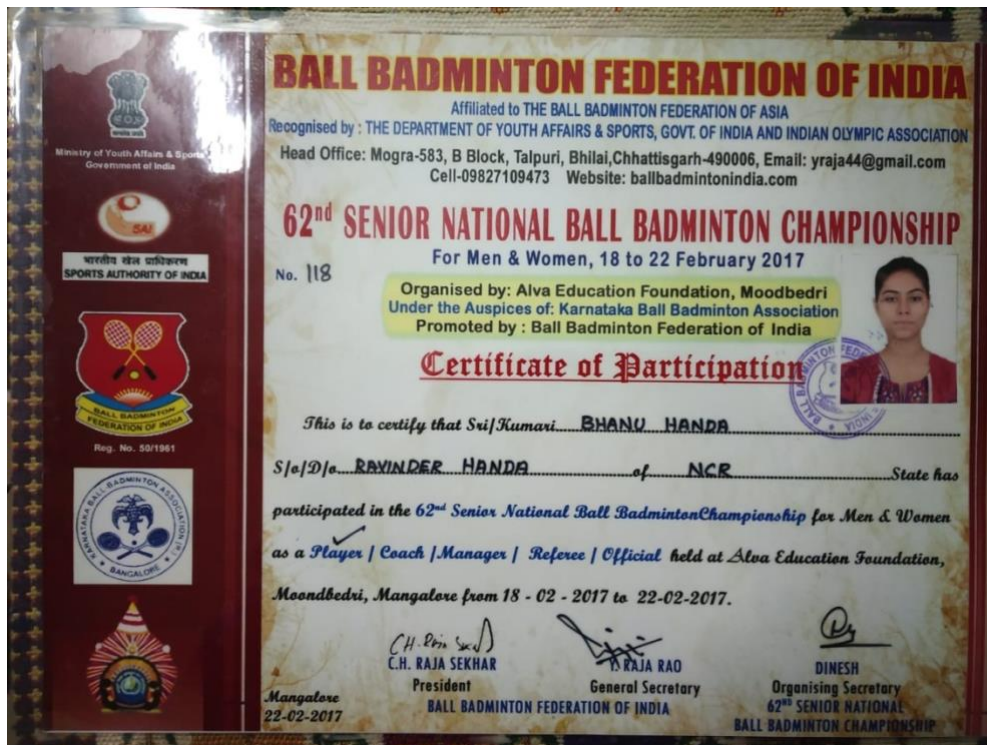 BALL BADMINTON FEDERATION OF INDIA
Affiliated to THE BALL BADMINTON FEDERATION OF ASIA
Recognised by : THE DEPARTMENT OF YOUTH AFFAIRS & SPORTS, GOVT. OF INDIA AND INDIAN OLYMPIC ASSOCIATION
Head Office: Mogra-583, B Block, Talpuri, Bhilai,Chhattisgarh-490006, Email: yraja44@gmail.com
Cell-09827109473 Website: ballbadmintonindia.com
62nd SENIOR NATIONAL BALL BADMINTON CHAMPIONSHIP
For Men & Women, 18 to 22 February 2017
No. 118
Organised by: Alva Education Foundation, Moodbedri
Under the Auspices of: Karnataka Ball Badminton Association
Promoted by : Ball Badminton Federation of India
Certificate of Participation
This is to certify that Sri/Kumari BHANU HANDA
S/o/D/o RAVINDER HANDA of NCR State has
participated in the 62nd Senior National Ball BadmintonChampionship for Men & Women
as a Player / Coach /Manager / Referee / Official held at Alva Education Foundation,
Moondbedri, Mangalore from 18 - 02 - 2017 to 22-02-2017.
C.H. RAJA SEKHAR
President
Y. RAJA RAO
General Secretary
BALL BADMINTON FEDERATION OF INDIA
DINESH
Organising Secretary
62ND SENIOR NATIONAL
BALL BADMINTON CHAMPIONSHIP
Mangalore
22-02-2017
Ministry of Youth Affairs & Sports
Government of India
SAI
भारतीय खेल प्राधिकरण
SPORTS AUTHORITY OF INDIA
BALL BADMINTON
FEDERATION OF INDIA
Reg. No. 50/1961
KARNATAKA BALL BADMINTON ASSOCIATION (R)
BANGALORE